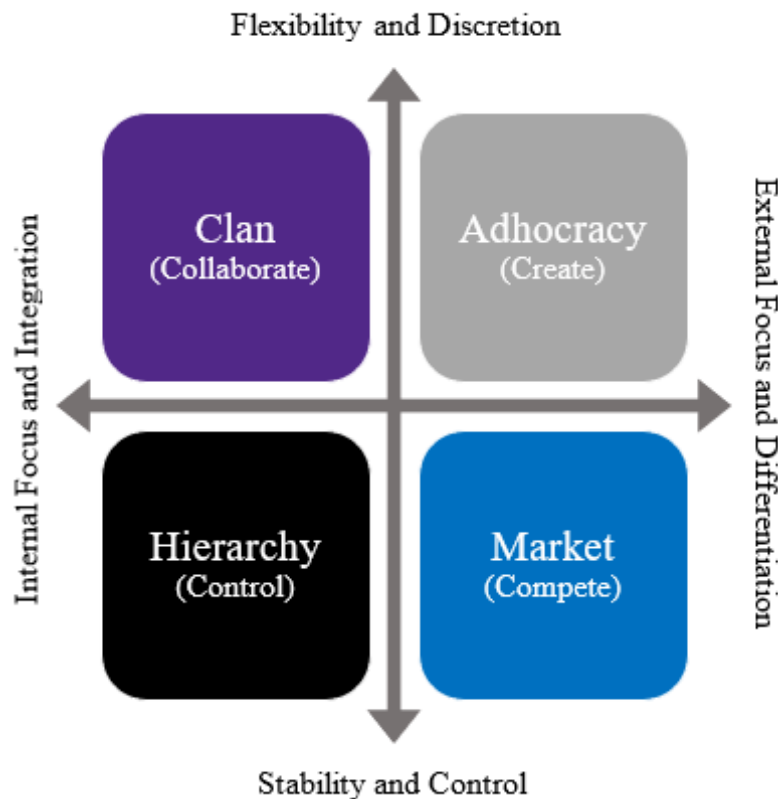 Flexibility and Discretion
Internal Focus and Integration
External Focus and Differentiation
Clan
(Collaborate)
Adhocracy
(Create)
Hierarchy
(Control)
Market
(Compete)
Stability and Control